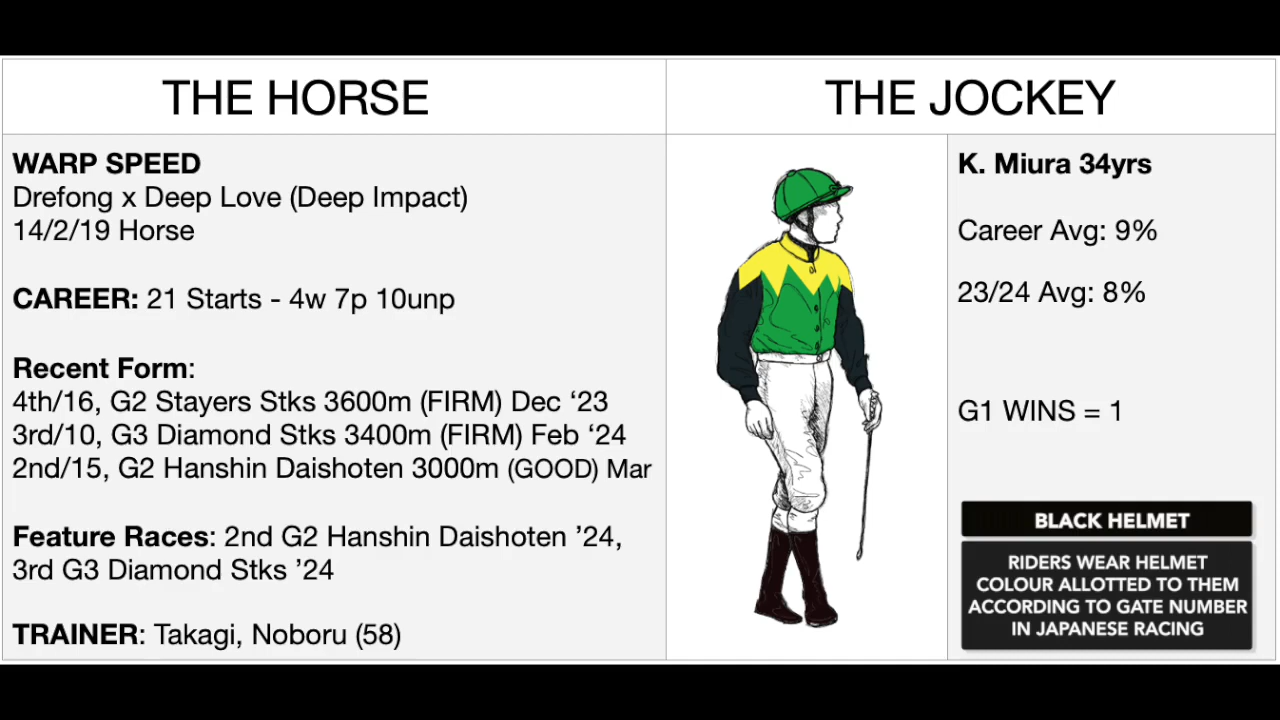 THE HORSE
THE JOCKEY
WARP SPEED
Drefong x Deep Love (Deep Impact)
14/2/19 Horse
CAREER: 21 Starts - 4w 7p 10unp
Recent Form:
4th/16, G2 Stayers Stks 3600m (FIRM) Dec ‘23
3rd/10, G3 Diamond Stks 3400m (FIRM) Feb ‘24
2nd/15, G2 Hanshin Daishoten 3000m (GOOD) Mar
Feature Races: 2nd G2 Hanshin Daishoten ’24,
3rd G3 Diamond Stks ’24
TRAINER: Takagi, Noboru (58)
K. Miura 34yrs
Career Avg: 9%
23/24 Avg: 8%
G1 WINS = 1
BLACK HELMET
RIDERS WEAR HELMET
COLOUR ALLOTTED TO THEM
ACCORDING TO GATE NUMBER
IN JAPANESE RACING